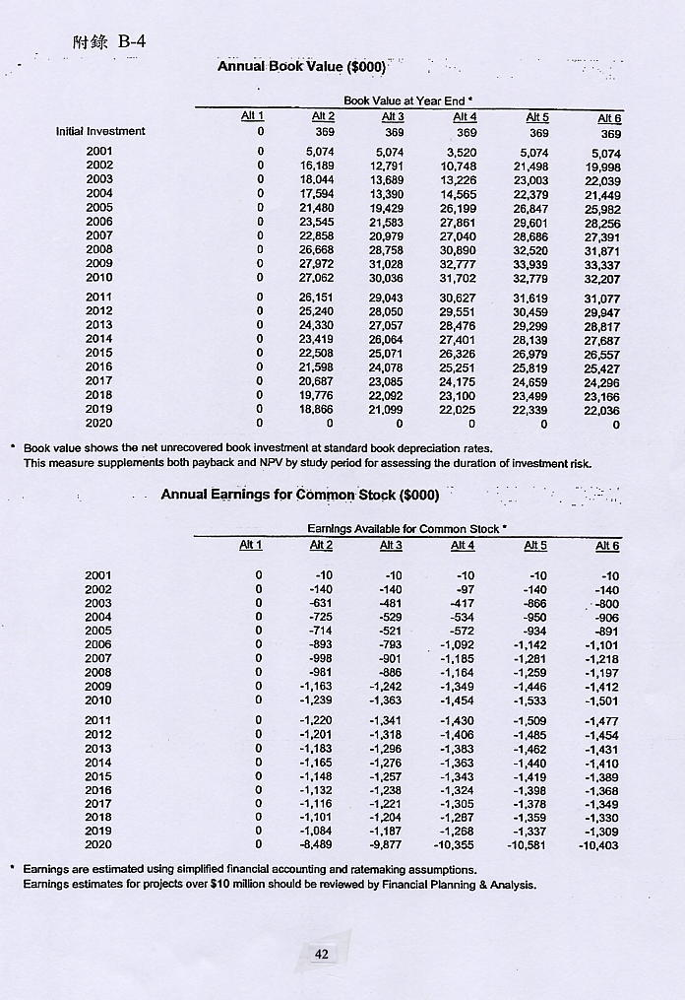 附錄 B-4
Annual Book Value ($000)
Book Value at Year End *
Alt 1 Alt 2 Alt 3 Alt 4 Alt 5 Alt 6
Initial Investment 0 369 369 369 369 369
2001 0 5,074 5,074 3,520 5,074 5,074
2002 0 16,189 12,791 10,748 21,498 19,998
2003 0 18.044 13,689 13,226 23,003 22,039
2004 0 17,594 13,390 14,565 22,379 21,449
2005 0 21,480 19,429 26,199 26,847 25,982
2006 0 23,545 21,583 27,861 29,601 28,256
2007 0 22,858 20,979 27,040 28,686 27,391
2008 0 26,668 28,758 30,890 32,520 31,871
2009 0 27,972 31,028 32,777 33,939 33,337
2010 0 27,062 30,036 31,702 32,779 32,207
2011 0 26,151 29,043 30,627 31,619 31,077
2012 0 25,240 28,050 29,551 30,459 29,947
2013 0 24,330 27,057 28,476 29,299 28,817
2014 0 23,419 26,064 27,401 28,139 27,687
2015 0 22,508 25,071 26,326 26,979 26,557
2016 0 21,598 24,078 25,251 25,819 25,427
2017 0 20,687 23,085 24,175 24,659 24,296
2018 0 19,776 22,092 23,100 23,499 23,166
2019 0 18,866 21,099 22,025 22,339 22,036
2020 0 0 0 0 0 0
* Book value shows the net unrecovered book investment at standard book depreciation rates.
This measure supplements both payback and NPV by study period for assessing the duration of investment risk.
Annual Earnings for Common Stock ($000)
Earnings Available for Common Stock *
Alt 1 Alt 2 Alt 3 Alt 4 Alt 5 Alt 6
2001 0 -10 -10 -10 -10 -10
2002 0 -140 -140 -97 -140 -140
2003 0 -631 -481 -417 -866 -800
2004 0 -725 -529 -534 -950 -906
2005 0 -714 -521 -572 -934 -891
2006 0 -893 -793 -1,092 -1,142 -1,101
2007 0 -998 -901 -1,185 -1,281 -1,218
2008 0 -981 -886 -1,164 -1,259 -1,197
2009 0 -1,163 -1,242 -1,349 -1,446 -1,412
2010 0 -1,239 -1,363 -1,454 -1,533 -1,501
2011 0 -1,220 -1,341 -1,430 -1,509 -1,477
2012 0 -1,201 -1,318 -1,406 -1,485 -1,454
2013 0 -1,183 -1,296 -1,383 -1,462 -1,431
2014 0 -1,165 -1,276 -1,363 -1,440 -1,410
2015 0 -1,148 -1,257 -1,343 -1,419 -1,389
2016 0 -1,132 -1,238 -1,324 -1,398 -1,368
2017 0 -1,116 -1,221 -1,305 -1,378 -1,349
2018 0 -1,101 -1,204 -1,287 -1,359 -1,330
2019 0 -1,084 -1,187 -1,268 -1,337 -1,309
2020 0 -8,489 -9,877 -10,355 -10,581 -10,403
* Earnings are estimated using simplified financial accounting and ratemaking assumptions.
Earnings estimates for projects over $10 million should be reviewed by Financial Planning & Analysis.
42